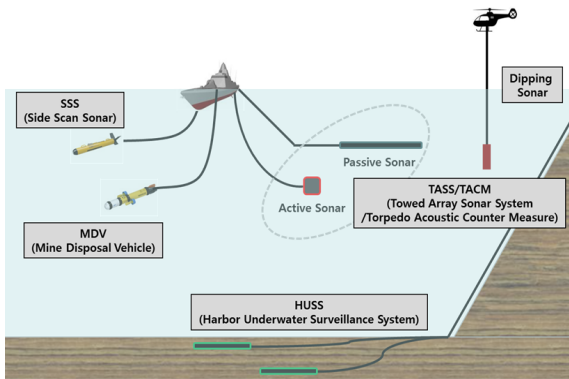 SSS
(Side Scan Sonar)
Dipping
Sonar
Passive Sonar
Active Sonar
TASS/TACM
(Towed Array Sonar System
/Torpedo Acoustic Counter Measure)
MDV
(Mine Disposal Vehicle)
HUSS
(Harbor Underwater Surveillance System)